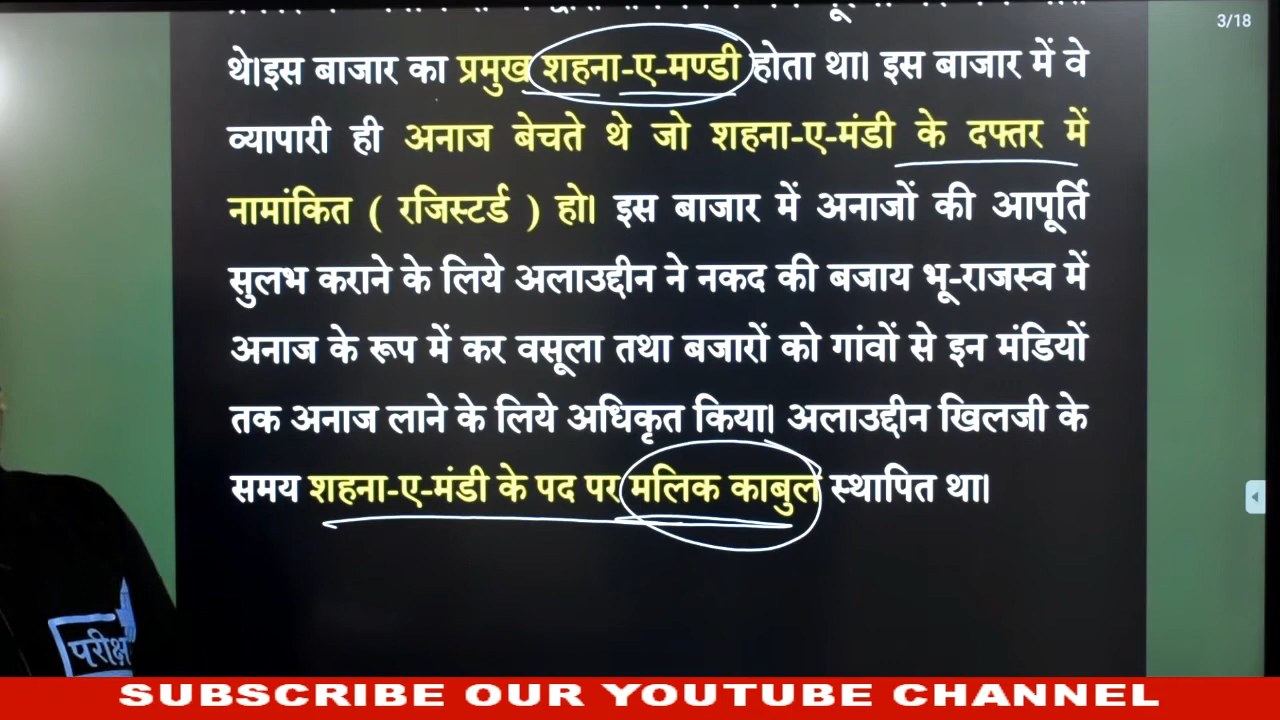 3/18
थे।इस बाजार का प्रमुख शहना-ए-मण्डी होता था। इस बाजार में वे
व्यापारी ही अनाज बेचते थे जो शहना-ए-मंडी के दफ्तर में
नामांकित ( रजिस्टर्ड ) हो। इस बाजार में अनाजों की आपूर्ति
सुलभ कराने के लिये अलाउद्दीन ने नकद की बजाय भू-राजस्व में
अनाज के रूप में कर वसूला तथा बजारों को गांवों से इन मंडियों
तक अनाज लाने के लिये अधिकृत किया। अलाउद्दीन खिलजी के
समय शहना-ए-मंडी के पद पर मलिक काबुल स्थापित था।
परीक्ष
SUBSCRIBE OUR YOUTUBE CHANNEL